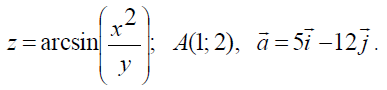 z = arcsin(x²/y); A(1; 2), a⃗ = 5i⃗ − 12j⃗.